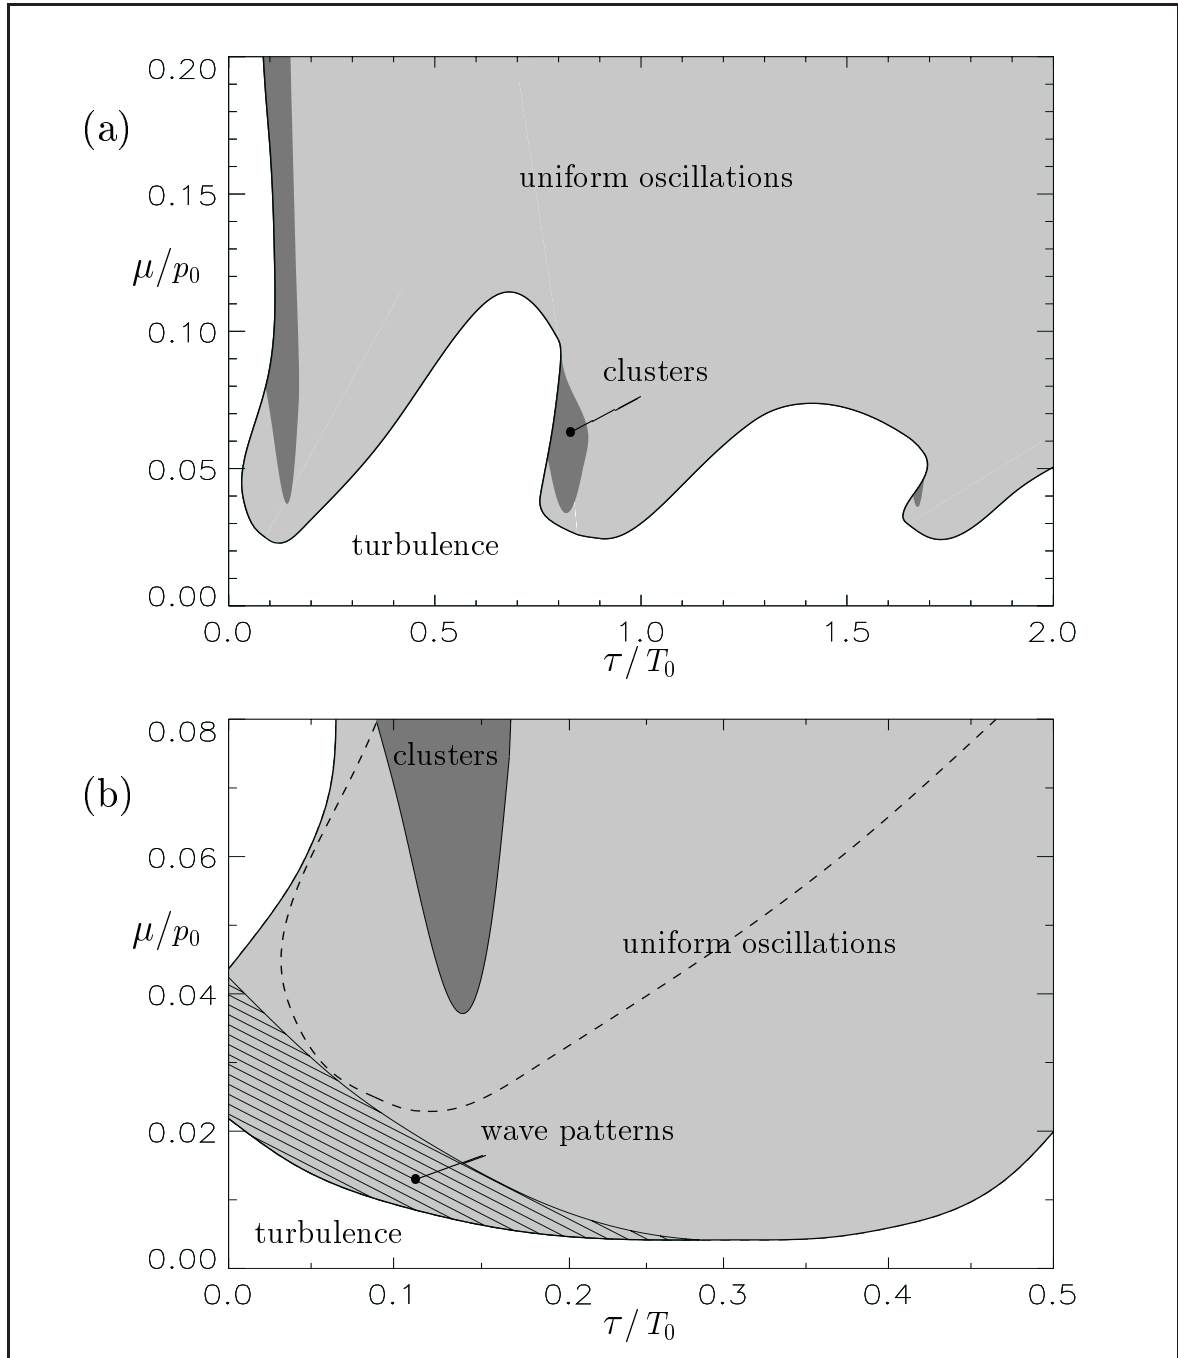 0.20
(a)
uniform oscillations
0.15
μ/p₀
0.10
clusters
0.05
turbulence
0.00
0.0 0.5 1.0 1.5 2.0
τ/T₀
0.08
clusters
(b)
0.06
μ/p₀
uniform oscillations
0.04
0.02
wave patterns
turbulence
0.00
0.0 0.1 0.2 0.3 0.4 0.5
τ/T₀